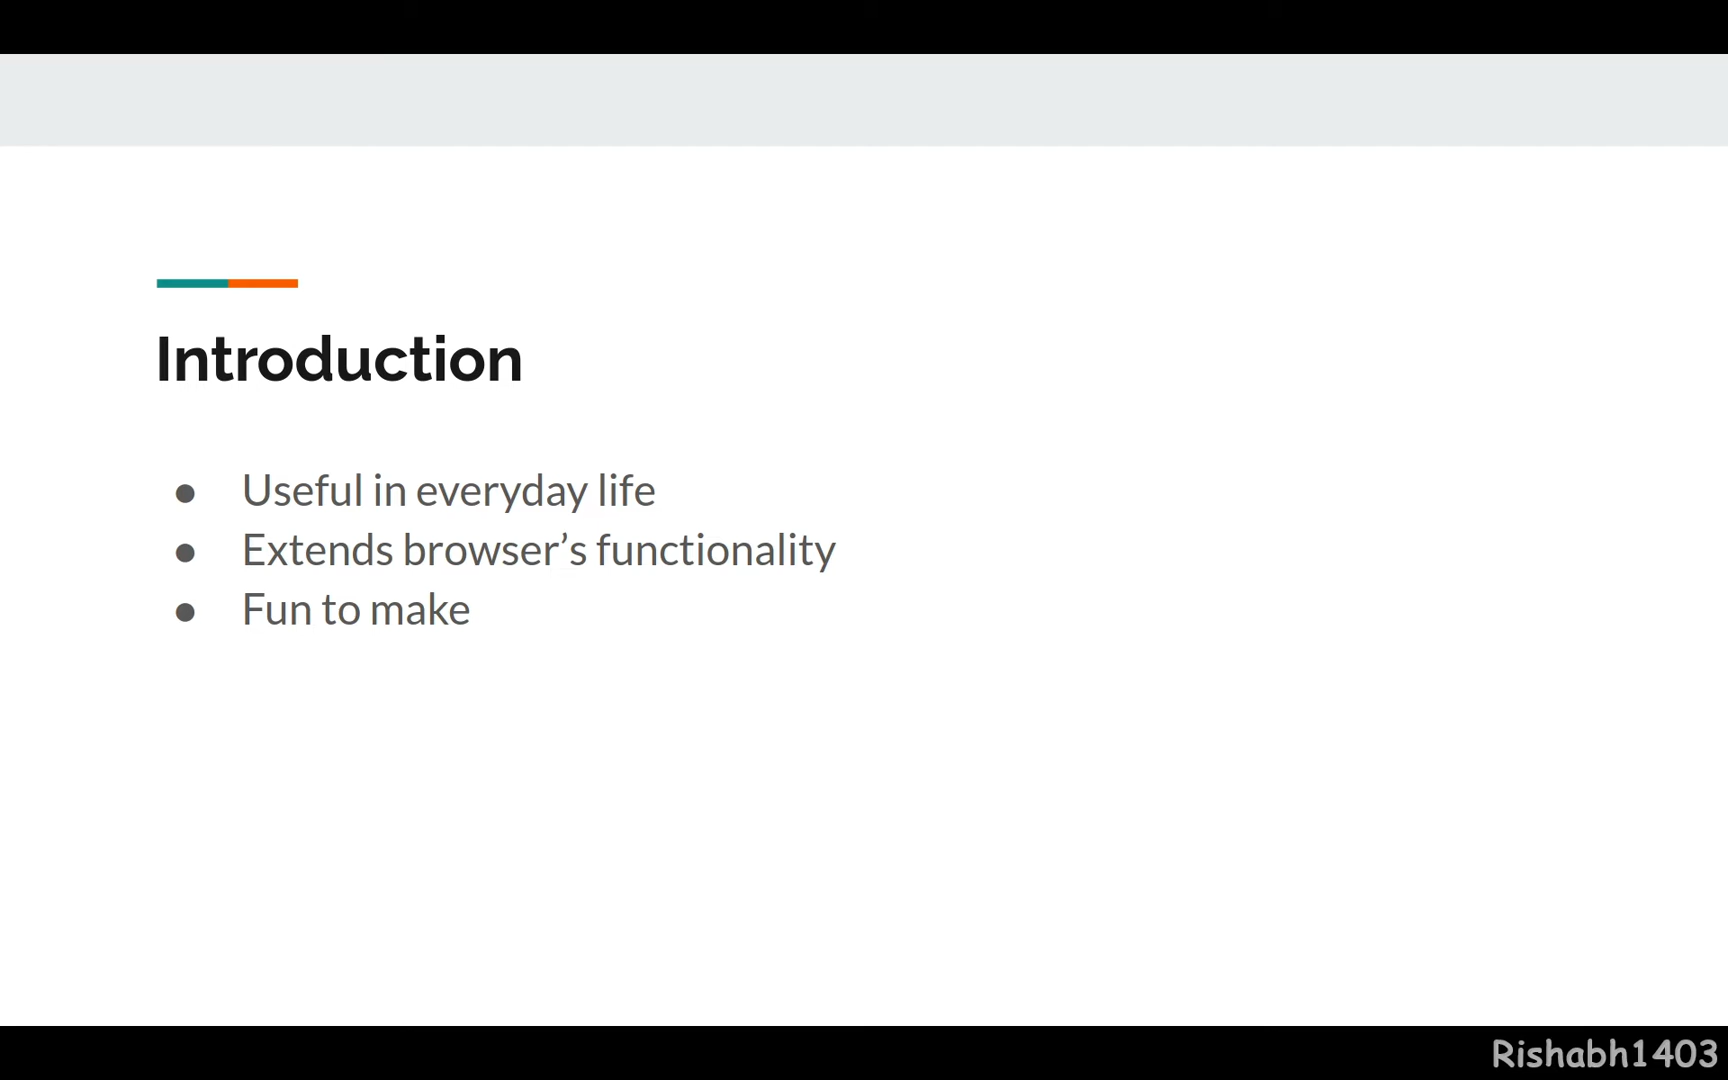 Introduction
● Useful in everyday life
● Extends browser’s functionality
● Fun to make
Rishabh1403